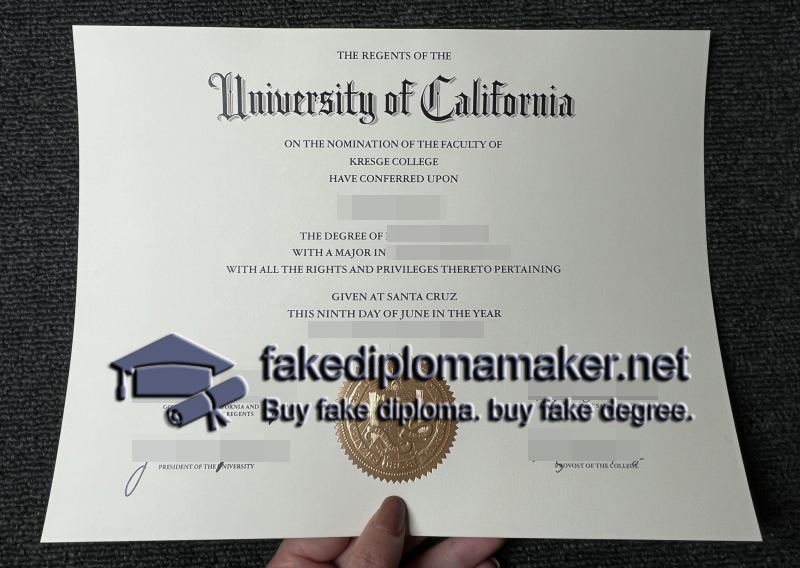 THE REGENTS OF THE
University of California
ON THE NOMINATION OF THE FACULTY OF
KRESGE COLLEGE
HAVE CONFERRED UPON
THE DEGREE OF
WITH A MAJOR IN
WITH ALL THE RIGHTS AND PRIVILEGES THERETO PERTAINING
GIVEN AT SANTA CRUZ
THIS NINTH DAY OF JUNE IN THE YEAR
fakediplomamaker.net
Buy fake diploma. buy fake degree.
AND
REGENTS
PRESIDENT OF THE UNIVERSITY
PROVOST OF THE COLLEGE